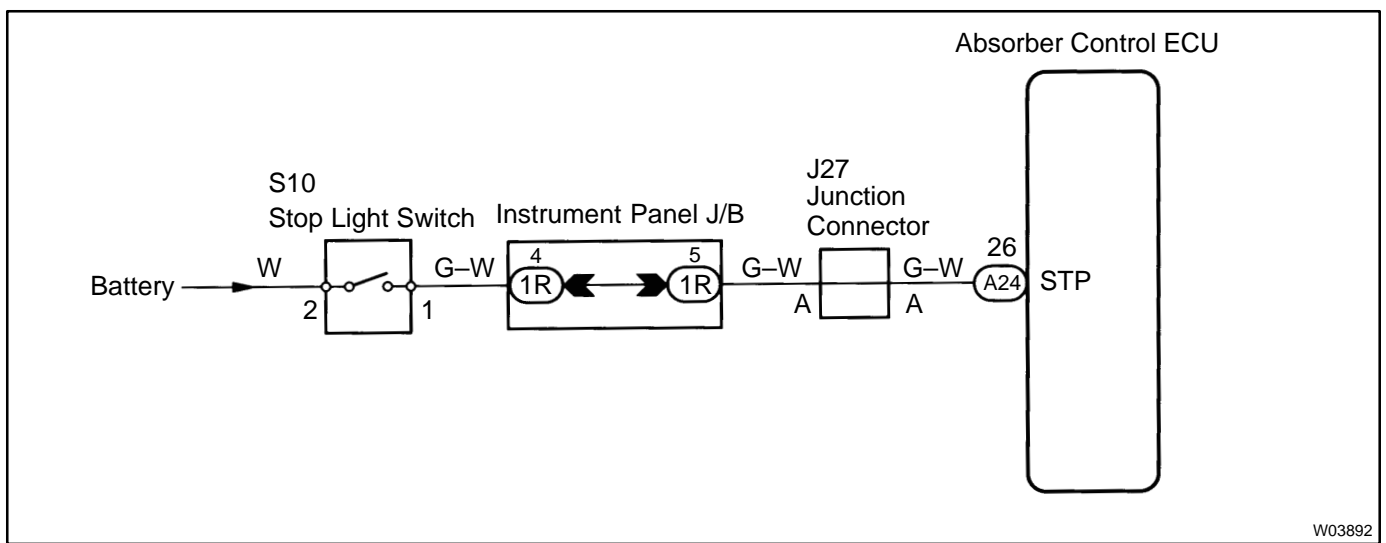 Absorber Control ECU
S10
Stop Light Switch
Instrument Panel J/B
J27
Junction
Connector
Battery
W
2
1
G–W
4
1R
5
1R
G–W
A
G–W
A
26
A24
STP
W03892